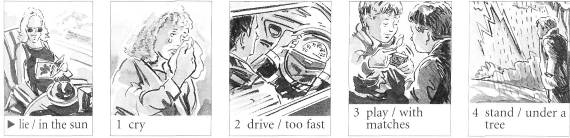 ▶ lie / in the sun
1 cry
2 drive / too fast
3 play / with
matches
4 stand / under a
tree